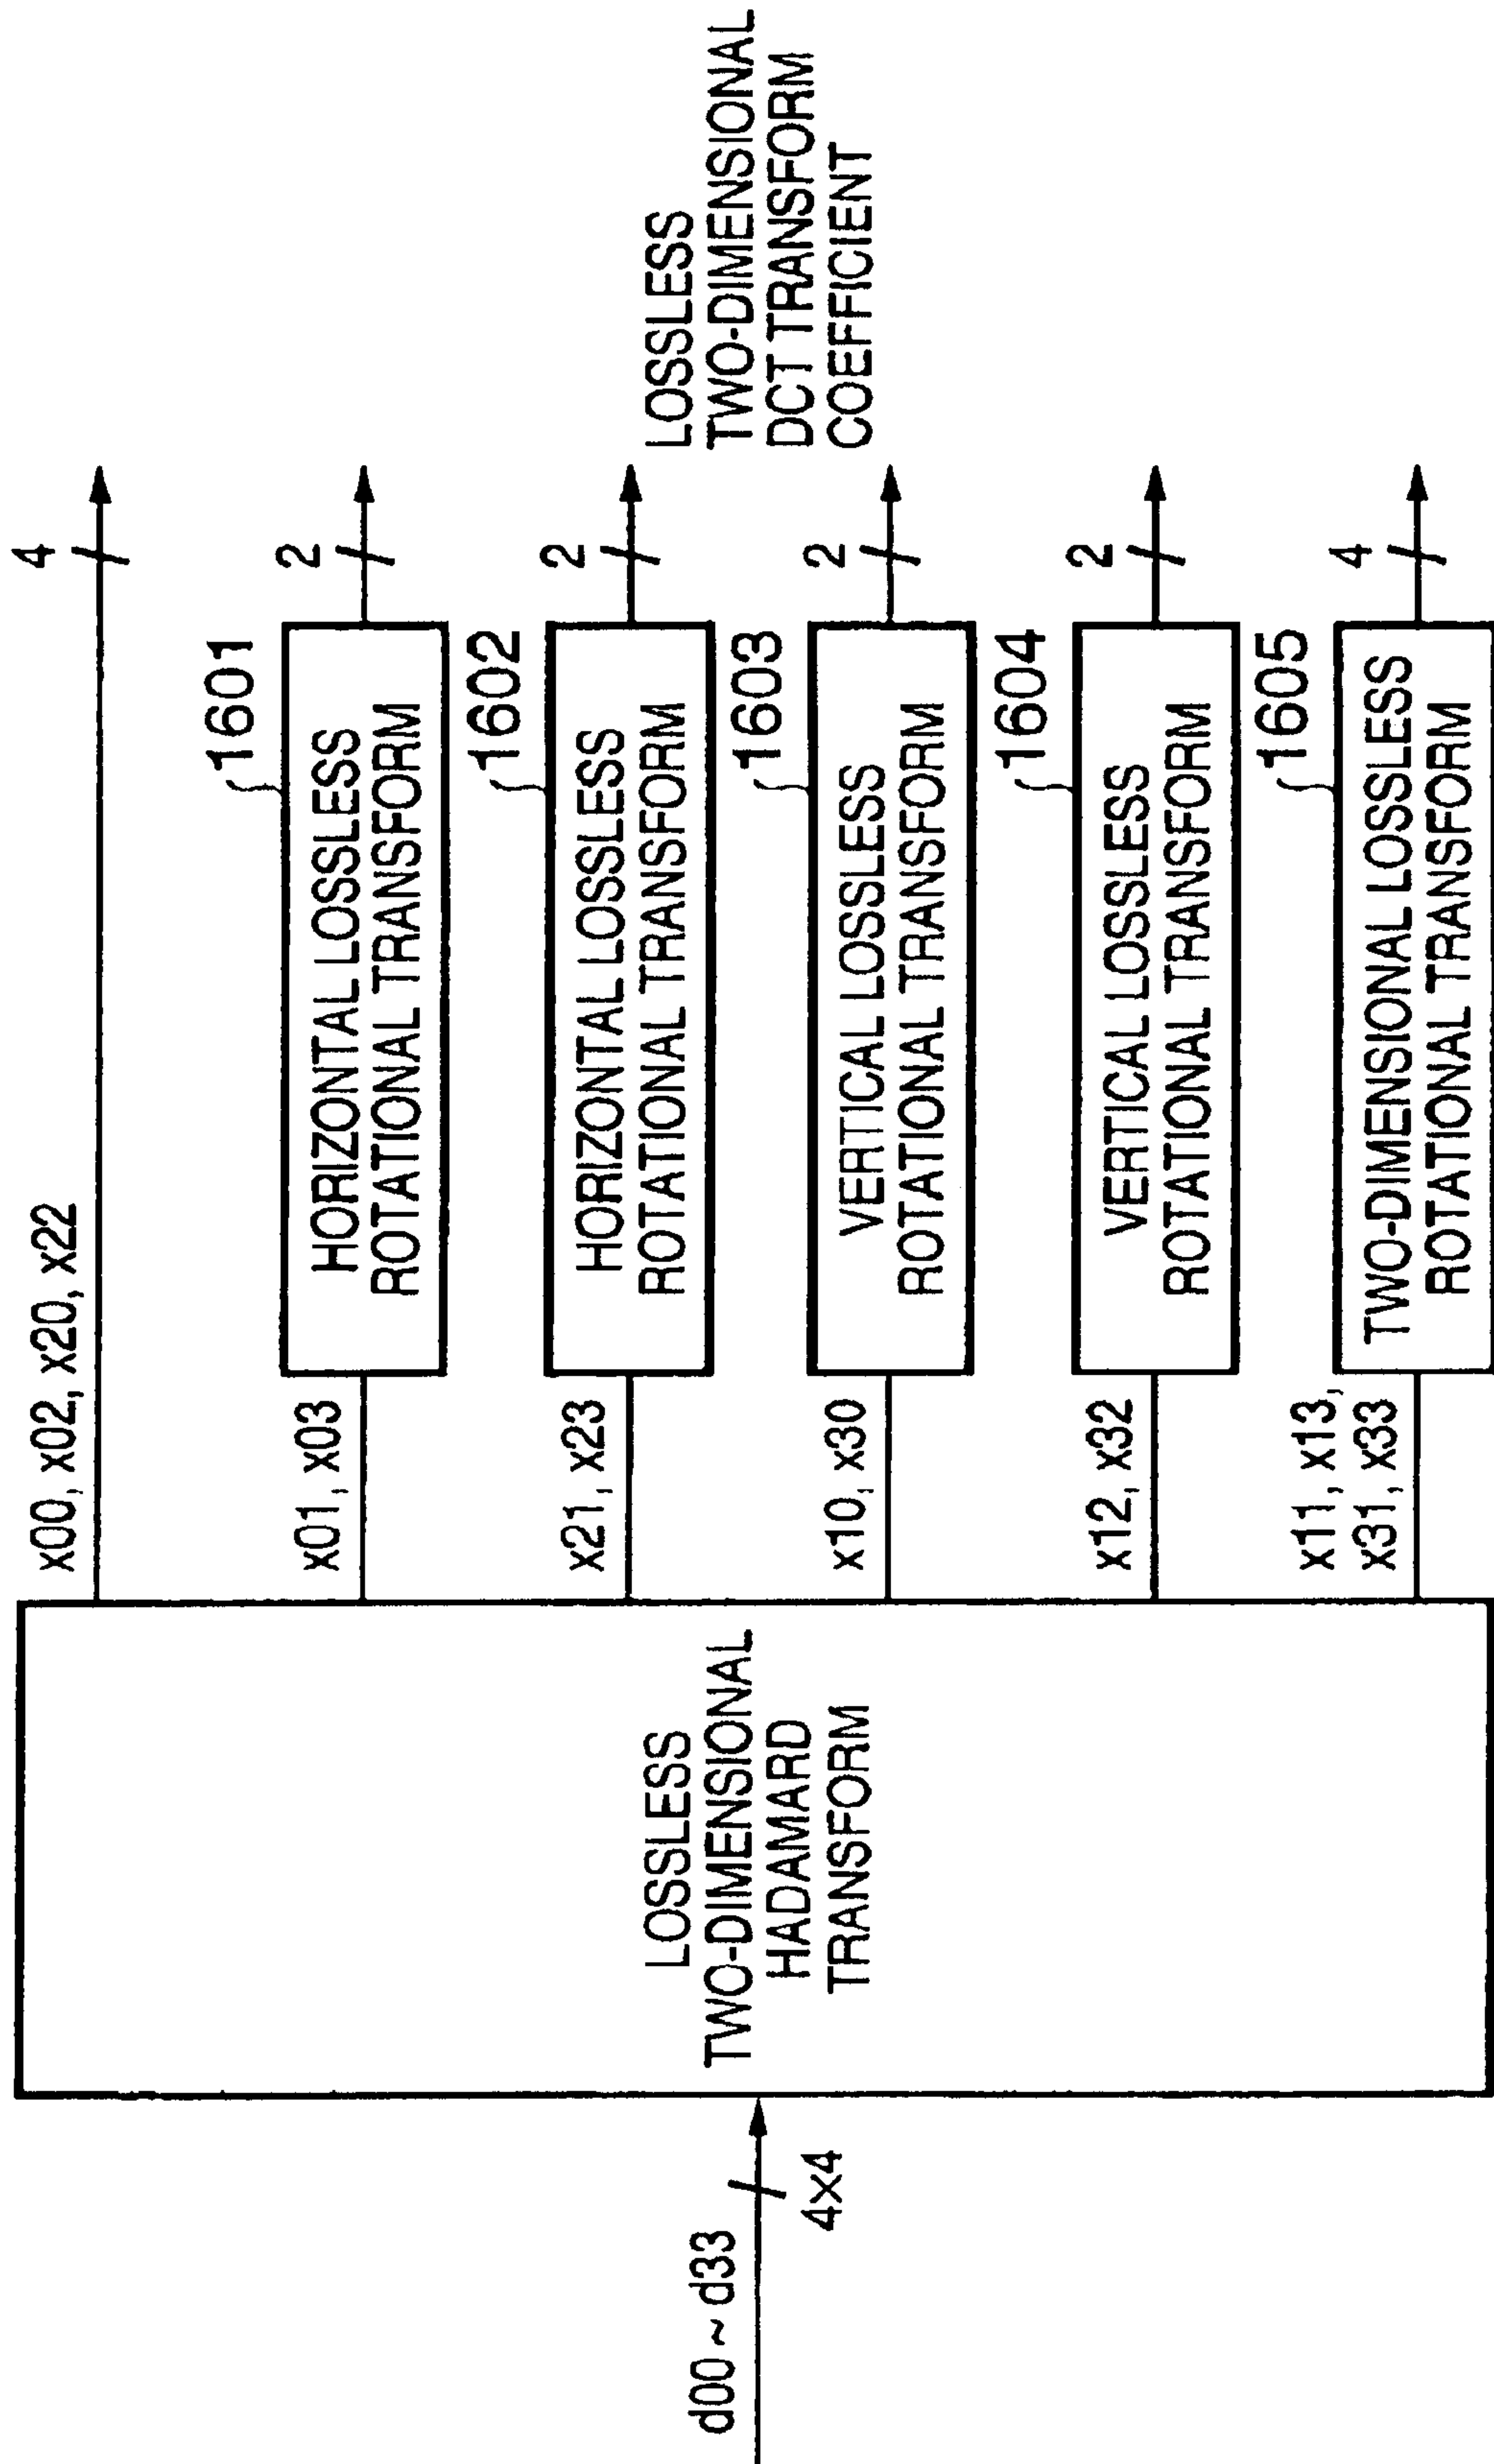 d00 ~ d33
4×4
LOSSLESS
TWO-DIMENSIONAL
HADAMARD
TRANSFORM
x00, x02, x20, x22
4
x01, x03
1601
HORIZONTAL LOSSLESS
ROTATIONAL TRANSFORM
2
x21, x23
1602
HORIZONTAL LOSSLESS
ROTATIONAL TRANSFORM
2
x10, x30
1603
VERTICAL LOSSLESS
ROTATIONAL TRANSFORM
2
x12, x32
1604
VERTICAL LOSSLESS
ROTATIONAL TRANSFORM
2
x11, x13,
x31, x33
1605
TWO-DIMENSIONAL LOSSLESS
ROTATIONAL TRANSFORM
4
LOSSLESS
TWO-DIMENSIONAL
DCT TRANSFORM
COEFFICIENT